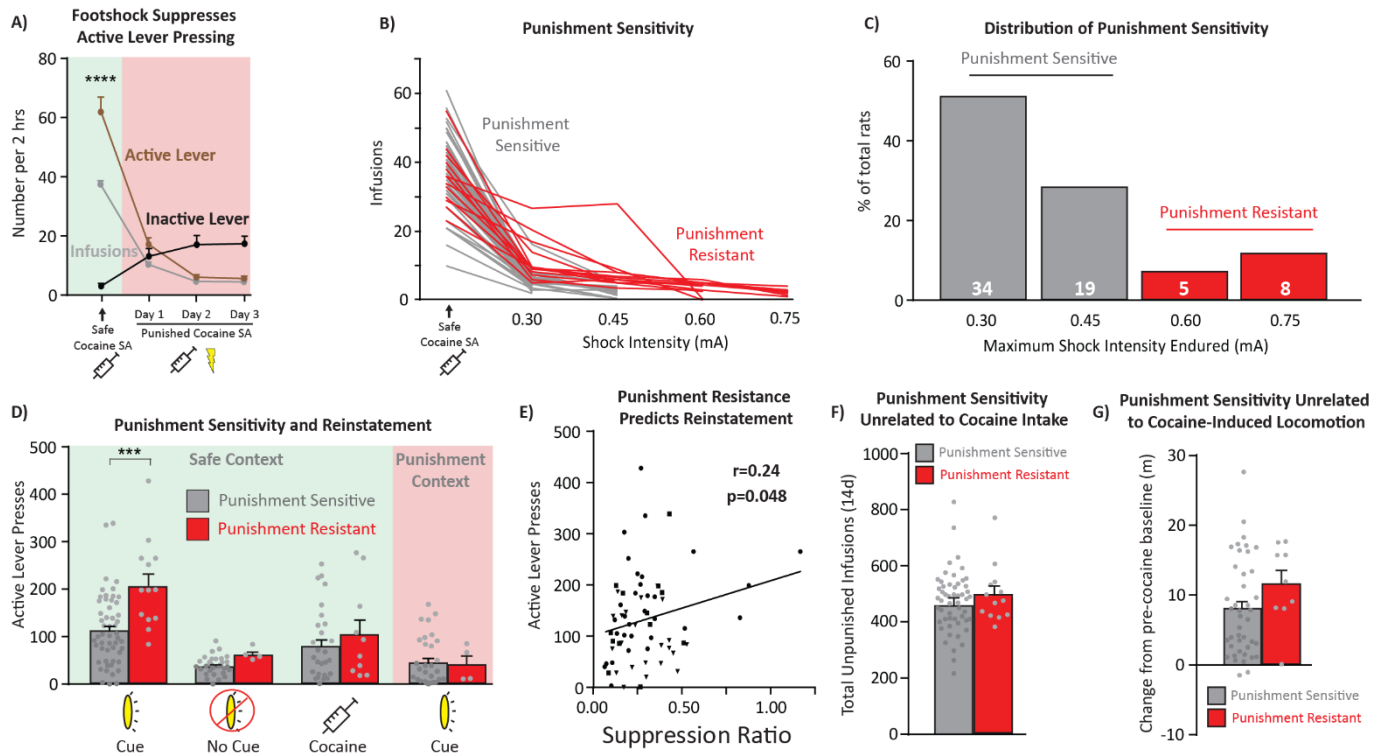 A)
Footshock Suppresses
Active Lever Pressing
Number per 2 hrs
80
60
40
20
0
****
Active Lever
Inactive Lever
Infusions
Safe
Cocaine SA
Day 1
Day 2
Day 3
Punished Cocaine SA
B)
Punishment Sensitivity
Infusions
60
40
20
0
Punishment
Sensitive
Punishment
Resistant
Safe
Cocaine SA
0.30
0.45
0.60
0.75
Shock Intensity (mA)
C)
Distribution of Punishment Sensitivity
% of total rats
60
40
20
0
Punishment Sensitive
Punishment Resistant
34
19
5
8
0.30
0.45
0.60
0.75
Maximum Shock Intensity Endured (mA)
D)
Punishment Sensitivity and Reinstatement
Active Lever Presses
500
400
300
200
100
0
***
Safe Context
Punishment
Context
Punishment Sensitive
Punishment Resistant
Cue
No Cue
Cocaine
Cue
E)
Punishment Resistance
Predicts Reinstatement
Active Lever Presses
500
400
300
200
100
0
r=0.24
p=0.048
0
0.50
1.00
Suppression Ratio
F)
Punishment Sensitivity
Unrelated to Cocaine Intake
Total Unpunished Infusions (14d)
1000
800
600
400
200
0
Punishment Sensitive
Punishment Resistant
G)
Punishment Sensitivity Unrelated
to Cocaine-Induced Locomotion
Change from pre-cocaine baseline (m)
30
20
10
0
-10
Punishment Sensitive
Punishment Resistant